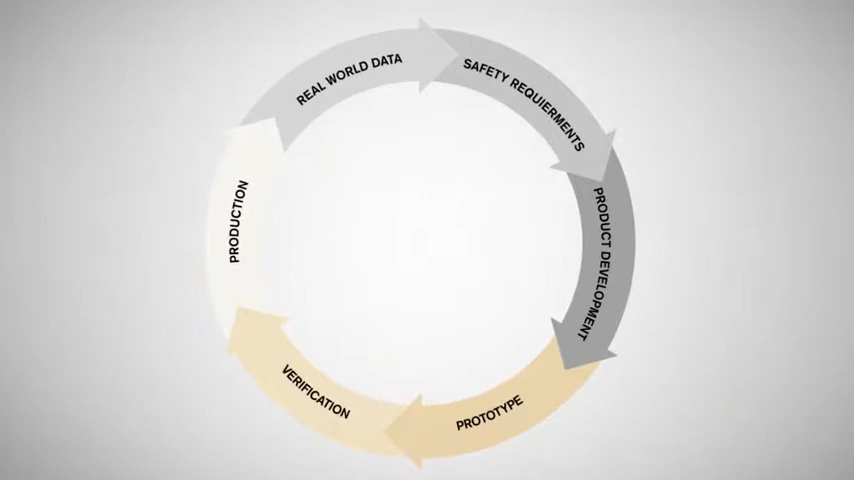 REAL WORLD DATA
SAFETY REQUIERMENTS
PRODUCT DEVELOPMENT
PROTOTYPE
VERIFICATION
PRODUCTION